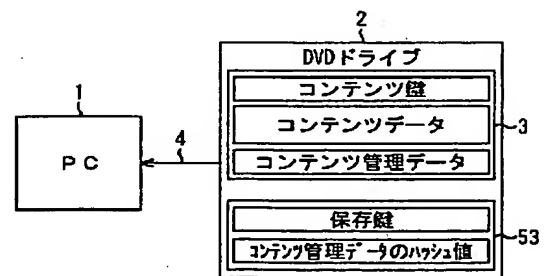 2
DVDドライブ
コンテンツ鍵
1
コンテンツデータ
3
4
PC
コンテンツ管理データ
保存鍵
53
コンテンツ管理データのハッシュ値